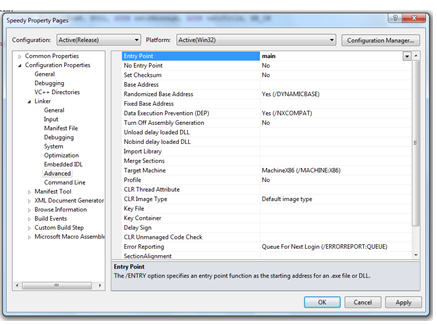 Speedy Property Pages
Configuration: Active(Release) Platform: Active(Win32) Configuration Manager...
Common Properties
Configuration Properties
General
Debugging
VC++ Directories
Linker
General
Input
Manifest File
Debugging
System
Optimization
Embedded IDL
Advanced
Command Line
Manifest Tool
XML Document Generator
Browse Information
Build Events
Custom Build Step
Microsoft Macro Assemble
Entry Point main
No Entry Point No
Set Checksum No
Base Address
Randomized Base Address Yes (/DYNAMICBASE)
Fixed Base Address
Data Execution Prevention (DEP) Yes (/NXCOMPAT)
Turn Off Assembly Generation No
Unload delay loaded DLL
Nobind delay loaded DLL
Import Library
Merge Sections
Target Machine MachineX86 (/MACHINE:X86)
Profile No
CLR Thread Attribute
CLR Image Type Default image type
Key File
Key Container
Delay Sign
CLR Unmanaged Code Check
Error Reporting Queue For Next Login (/ERRORREPORT:QUEUE)
SectionAlignment
Entry Point
The /ENTRY option specifies an entry point function as the starting address for an .exe file or DLL.
OK Cancel Apply